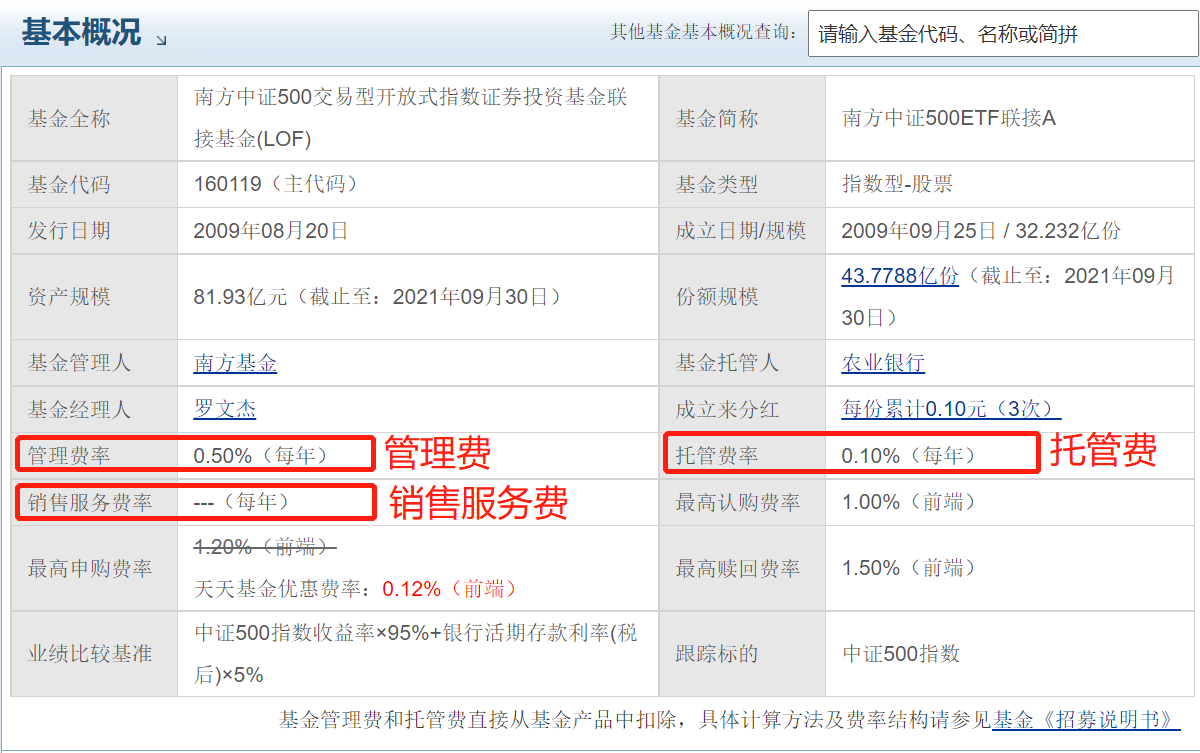 基本概况
其他基金基本概况查询：
请输入基金代码、名称或简拼
基金全称
南方中证500交易型开放式指数证券投资基金联
接基金(LOF)
基金简称
南方中证500ETF联接A
基金代码
160119（主代码）
基金类型
指数型-股票
发行日期
2009年08月20日
成立日期/规模
2009年09月25日 / 32.232亿份
资产规模
81.93亿元（截止至：2021年09月30日）
份额规模
43.7788亿份（截止至：2021年09月
30日）
基金管理人
南方基金
基金托管人
农业银行
基金经理人
罗文杰
成立来分红
每份累计0.10元（3次）
管理费率
0.50%（每年）
管理费
托管费率
0.10%（每年）
托管费
销售服务费率
---（每年）
销售服务费
最高认购费率
1.00%（前端）
最高申购费率
1.20%（前端）
天天基金优惠费率：0.12%（前端）
最高赎回费率
1.50%（前端）
业绩比较基准
中证500指数收益率×95%+银行活期存款利率(税
后)×5%
跟踪标的
中证500指数
基金管理费和托管费直接从基金产品中扣除，具体计算方法及费率结构请参见基金《招募说明书》